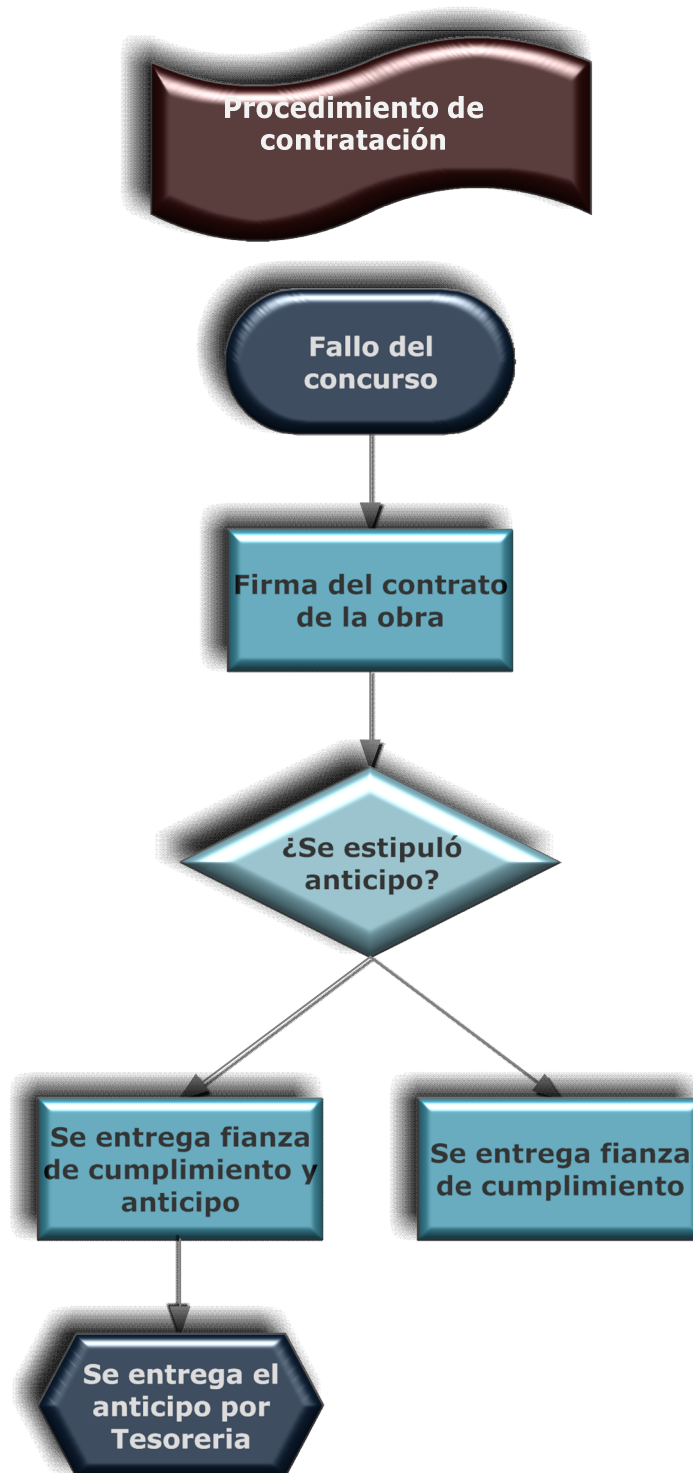 Procedimiento de
contratación
Fallo del
concurso
Firma del contrato
de la obra
¿Se estipuló
anticipo?
Se entrega fianza
de cumplimiento y
anticipo
Se entrega fianza
de cumplimiento
Se entrega el
anticipo por
Tesoreria